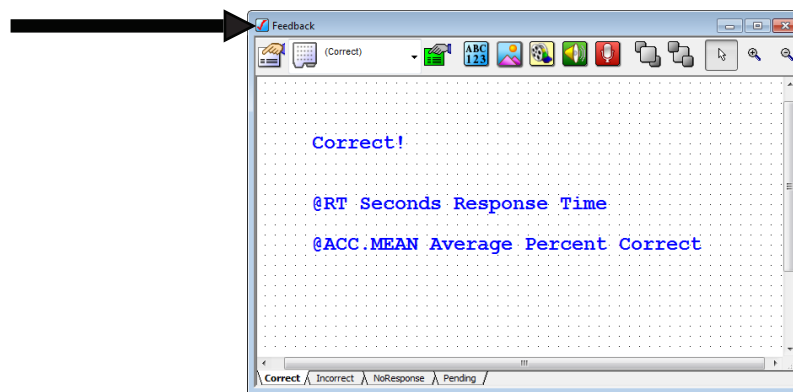 Feedback
(Correct)
ABC
123
Correct!
@RT Seconds Response Time
@ACC.MEAN Average Percent Correct
Correct Incorrect NoResponse Pending